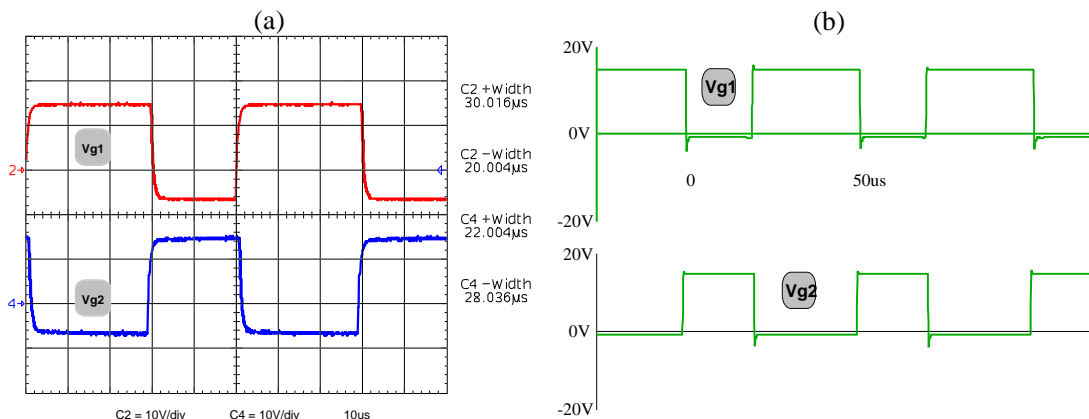 (a)
Vg1
2
C2 +Width
30.016µs
C2 −Width
20.004µs
C4 +Width
22.004µs
C4 −Width
28.036µs
Vg2
4
C2 = 10V/div
C4 = 10V/div
10us
(b)
20V
Vg1
0V
0
50us
-20V
20V
Vg2
0V
-20V